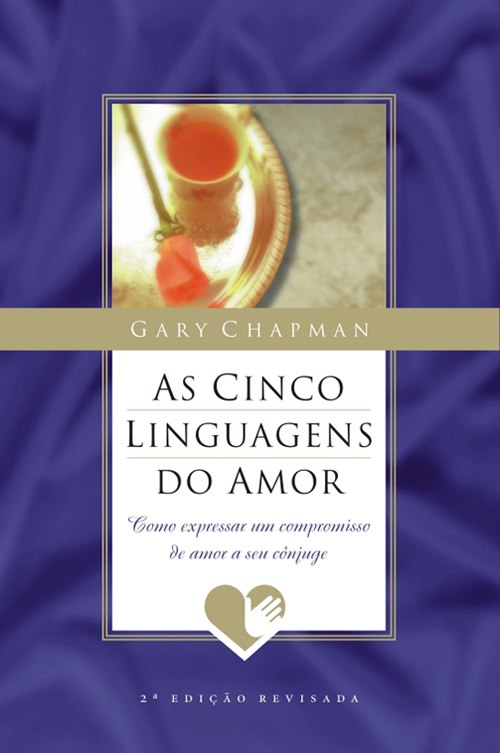 GARY CHAPMAN
AS CINCO
LINGUAGENS
DO AMOR
Como expressar um compromisso
de amor a seu cônjuge
2ª EDIÇÃO REVISADA